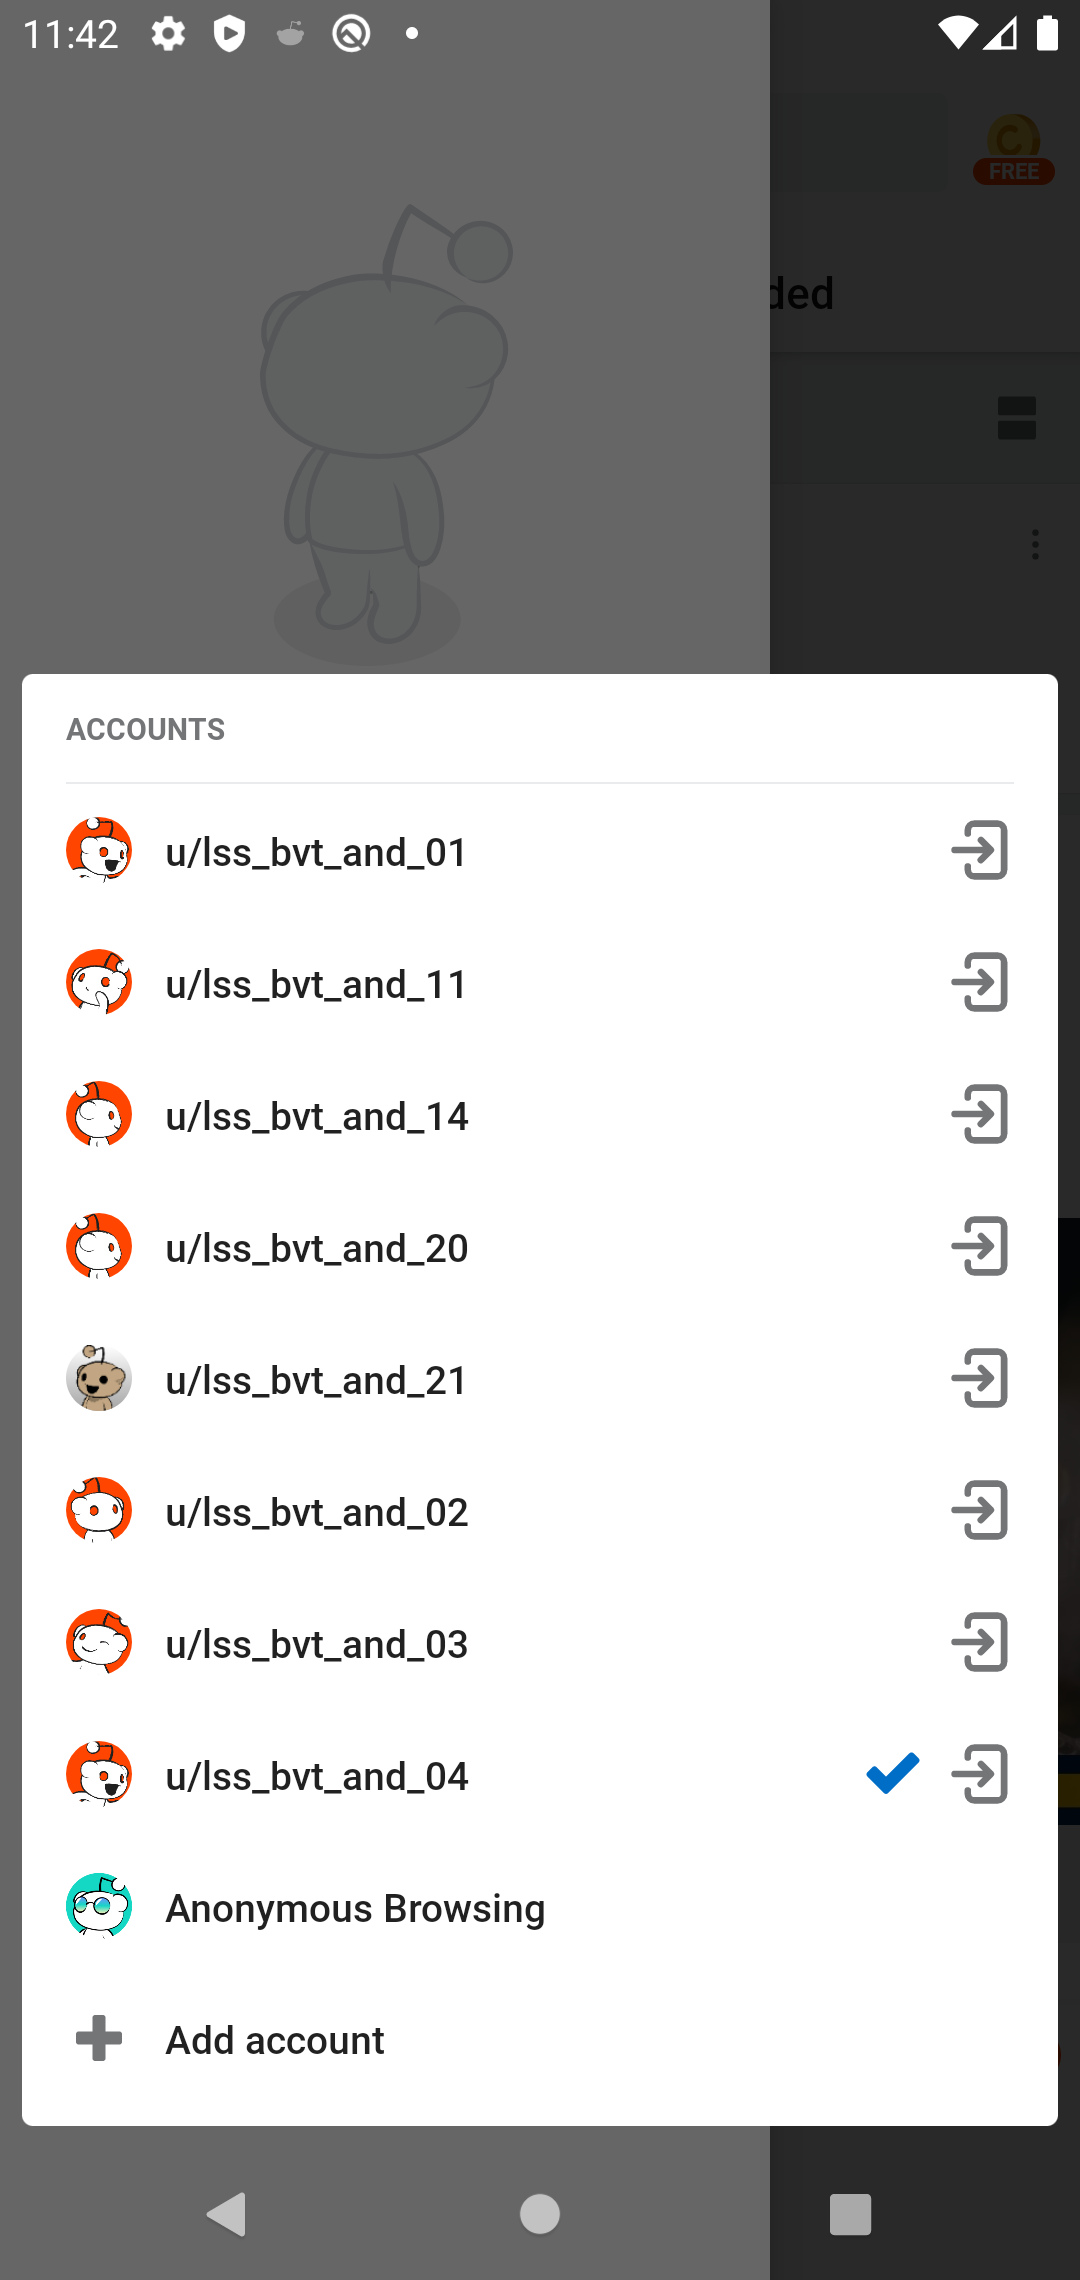 11:42
FREE
ded
ACCOUNTS
u/lss_bvt_and_01
u/lss_bvt_and_11
u/lss_bvt_and_14
u/lss_bvt_and_20
u/lss_bvt_and_21
u/lss_bvt_and_02
u/lss_bvt_and_03
u/lss_bvt_and_04
Anonymous Browsing
Add account